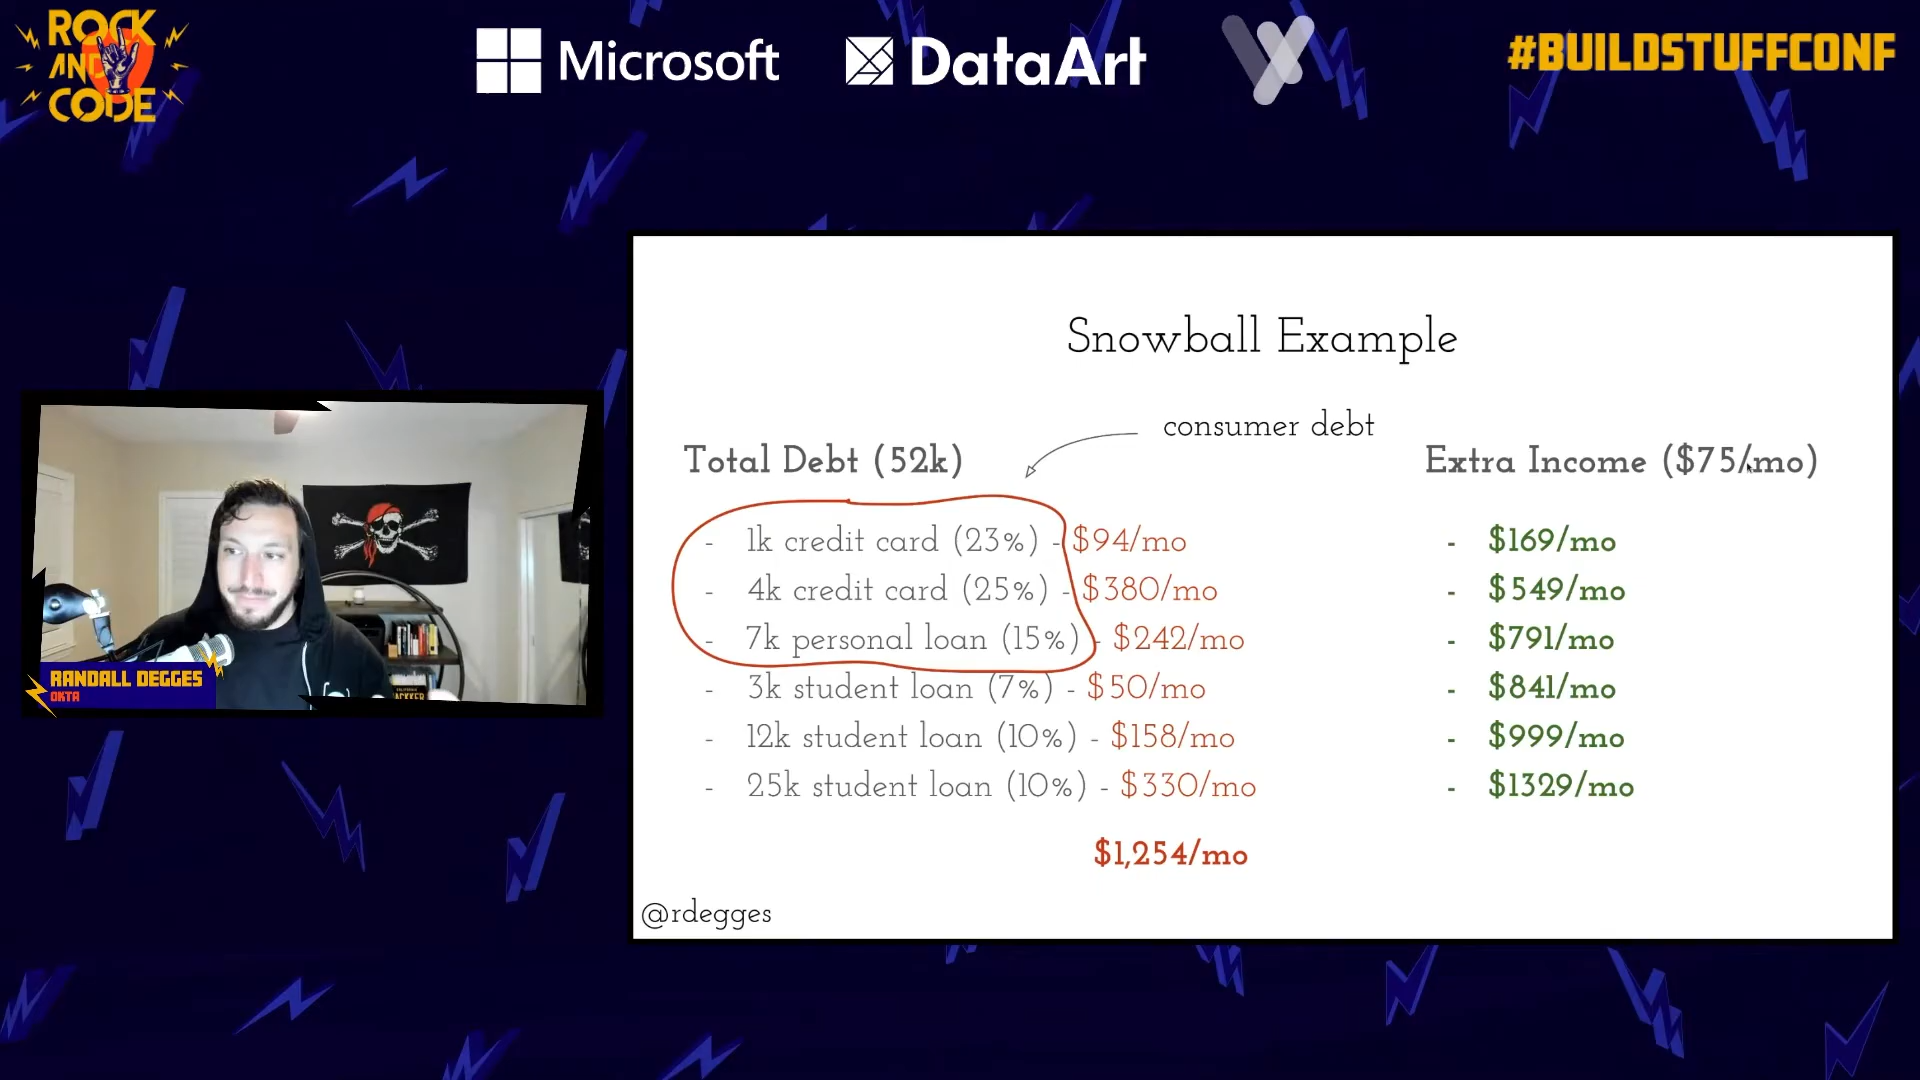 ROCK
AND
CODE
Microsoft
DataArt
#BUILDSTUFFCONF
Snowball Example
consumer debt
Total Debt (52k)
- 1k credit card (23%) - $94/mo
- 4k credit card (25%) - $380/mo
- 7k personal loan (15%) - $242/mo
- 3k student loan (7%) - $50/mo
- 12k student loan (10%) - $158/mo
- 25k student loan (10%) - $330/mo
$1,254/mo
Extra Income ($75/mo)
- $169/mo
- $549/mo
- $791/mo
- $841/mo
- $999/mo
- $1329/mo
@rdegges
RANDALL DEGGES
OKTA